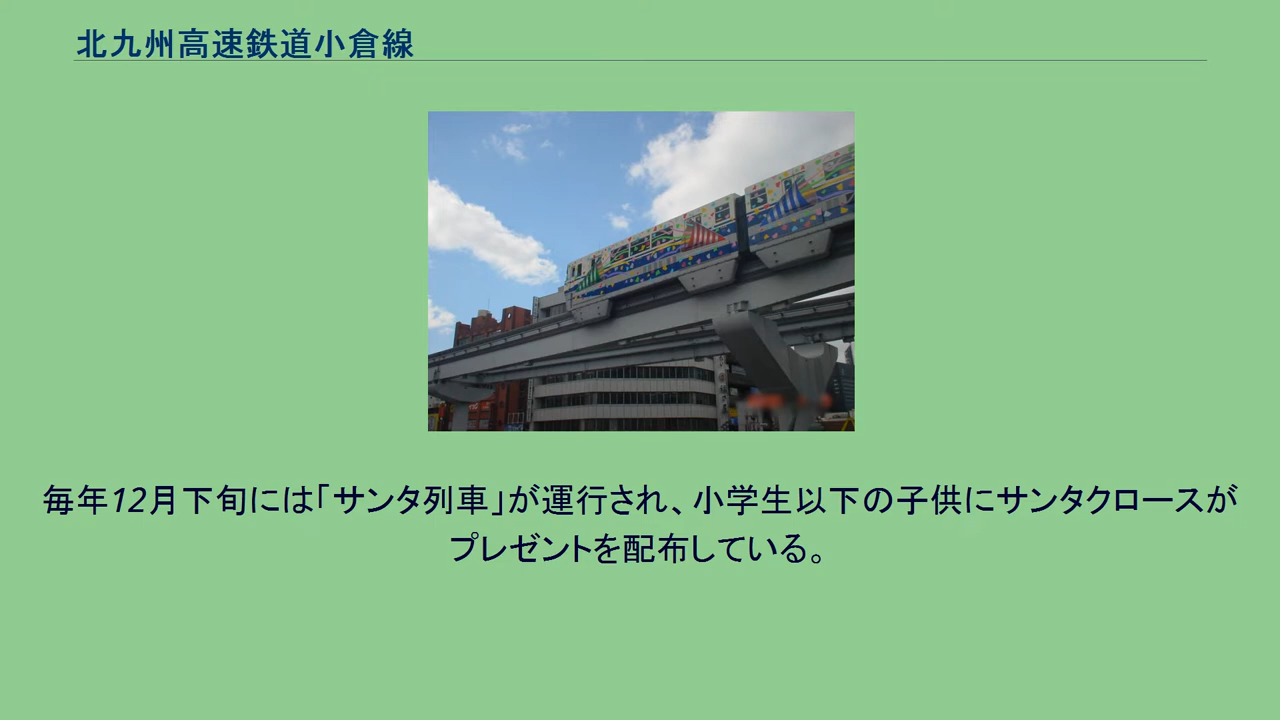 北九州高速鉄道小倉線
毎年12月下旬には「サンタ列車」が運行され、小学生以下の子供にサンタクロースが
プレゼントを配布している。